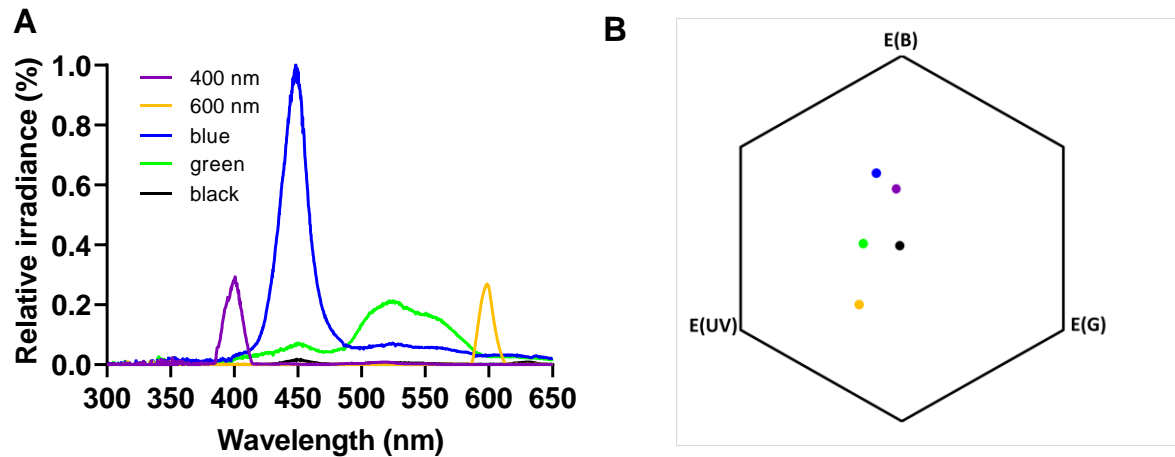 A
Relative irradiance (%)
1.0
0.8
0.6
0.4
0.2
0.0
400 nm
600 nm
blue
green
black
300 350 400 450 500 550 600 650
Wavelength (nm)
B
E(B)
E(UV)
E(G)